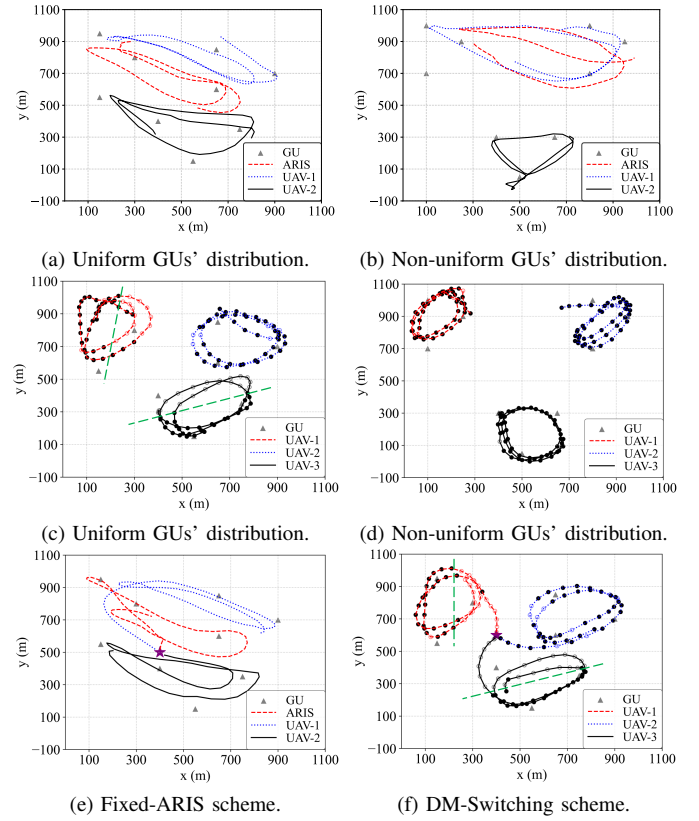 1100
900
700
500
300
100
−100
y (m)
100 300 500 700 900 1100
x (m)
GU
ARIS
UAV-1
UAV-2
(a) Uniform GUs' distribution.
1100
900
700
500
300
100
−100
y (m)
100 300 500 700 900 1100
x (m)
GU
ARIS
UAV-1
UAV-2
(b) Non-uniform GUs' distribution.
1100
900
700
500
300
100
−100
y (m)
100 300 500 700 900 1100
x (m)
GU
UAV-1
UAV-2
UAV-3
(c) Uniform GUs' distribution.
1100
900
700
500
300
100
−100
y (m)
100 300 500 700 900 1100
x (m)
GU
UAV-1
UAV-2
UAV-3
(d) Non-uniform GUs' distribution.
1100
900
700
500
300
100
−100
y (m)
100 300 500 700 900 1100
x (m)
GU
ARIS
UAV-1
UAV-2
(e) Fixed-ARIS scheme.
1100
900
700
500
300
100
−100
y (m)
100 300 500 700 900 1100
x (m)
GU
UAV-1
UAV-2
UAV-3
(f) DM-Switching scheme.